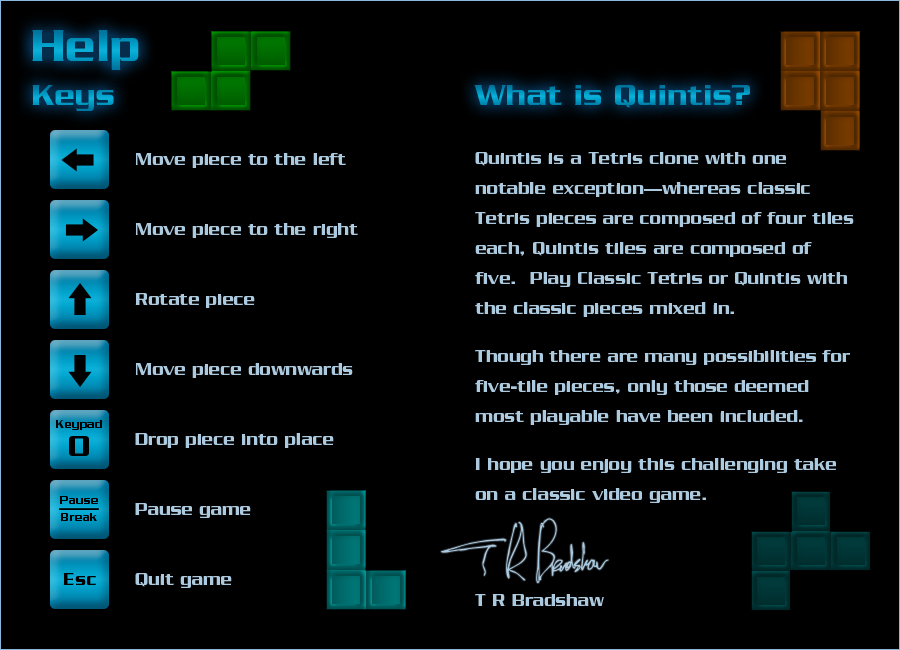 Help
Keys
Move piece to the left
Move piece to the right
Rotate piece
Move piece downwards
Keypad
0
Drop piece into place
Pause
Break
Pause game
Esc
Quit game
What is Quintis?
Quintis is a Tetris clone with one
notable exception—whereas classic
Tetris pieces are composed of four tiles
each, Quintis tiles are composed of
five.  Play Classic Tetris or Quintis with
the classic pieces mixed in.
Though there are many possibilities for
five-tile pieces, only those deemed
most playable have been included.
I hope you enjoy this challenging take
on a classic video game.
T R Bradshaw
T R Bradshaw